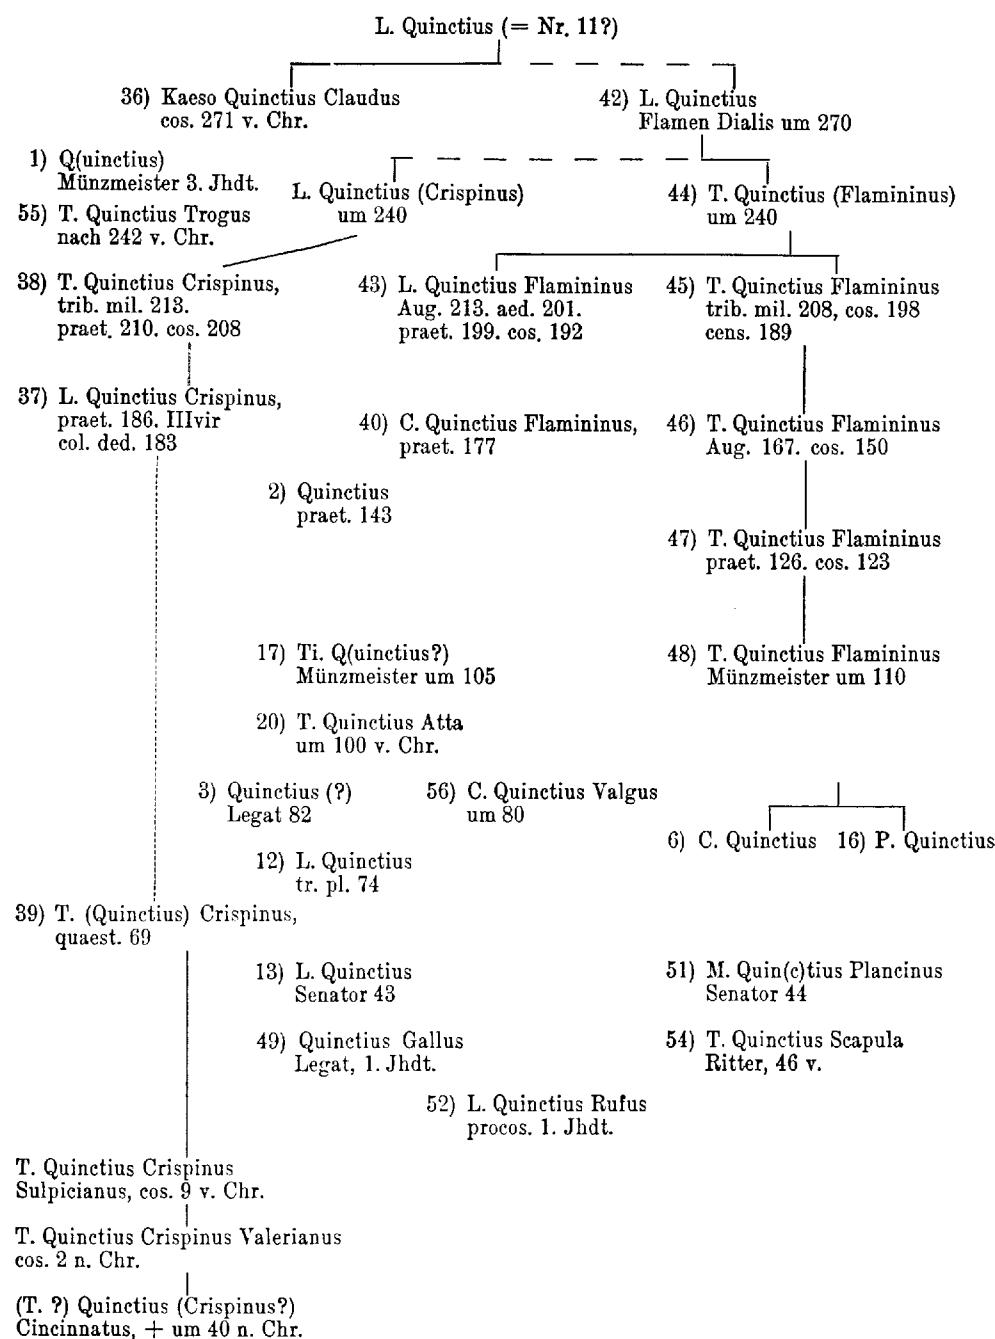 L. Quinctius (= Nr. 11?)
36) Kaeso Quinctius Claudus
cos. 271 v. Chr.
42) L. Quinctius
Flamen Dialis um 270
1) Q(uinctius)
Münzmeister 3. Jhdt.
55) T. Quinctius Trogus
nach 242 v. Chr.
L. Quinctius (Crispinus)
um 240
44) T. Quinctius (Flamininus)
um 240
38) T. Quinctius Crispinus,
trib. mil. 213.
praet. 210. cos. 208
43) L. Quinctius Flamininus
Aug. 213. aed. 201.
praet. 199. cos. 192
45) T. Quinctius Flamininus
trib. mil. 208, cos. 198
cens. 189
37) L. Quinctius Crispinus,
praet. 186. IIIvir
col. ded. 183
40) C. Quinctius Flamininus,
praet. 177
46) T. Quinctius Flamininus
Aug. 167. cos. 150
2) Quinctius
praet. 143
47) T. Quinctius Flamininus
praet. 126. cos. 123
17) Ti. Q(uinctius?)
Münzmeister um 105
48) T. Quinctius Flamininus
Münzmeister um 110
20) T. Quinctius Atta
um 100 v. Chr.
3) Quinctius (?)
Legat 82
56) C. Quinctius Valgus
um 80
6) C. Quinctius
16) P. Quinctius
12) L. Quinctius
tr. pl. 74
39) T. (Quinctius) Crispinus,
quaest. 69
13) L. Quinctius
Senator 43
51) M. Quin(c)tius Plancinus
Senator 44
49) Quinctius Gallus
Legat, 1. Jhdt.
54) T. Quinctius Scapula
Ritter, 46 v.
52) L. Quinctius Rufus
procos. 1. Jhdt.
T. Quinctius Crispinus
Sulpicianus, cos. 9 v. Chr.
T. Quinctius Crispinus Valerianus
cos. 2 n. Chr.
(T. ?) Quinctius (Crispinus?)
Cincinnatus, + um 40 n. Chr.